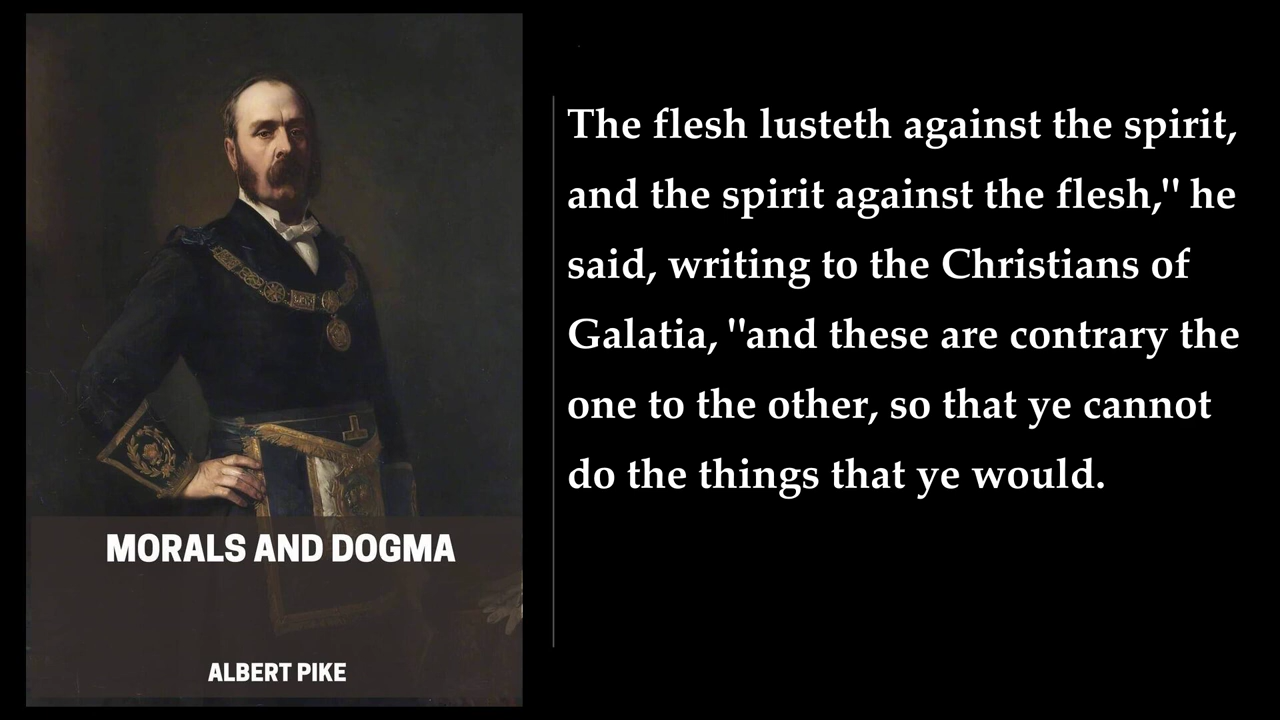 MORALS AND DOGMA
ALBERT PIKE
The flesh lusteth against the spirit,
and the spirit against the flesh," he
said, writing to the Christians of
Galatia, "and these are contrary the
one to the other, so that ye cannot
do the things that ye would.